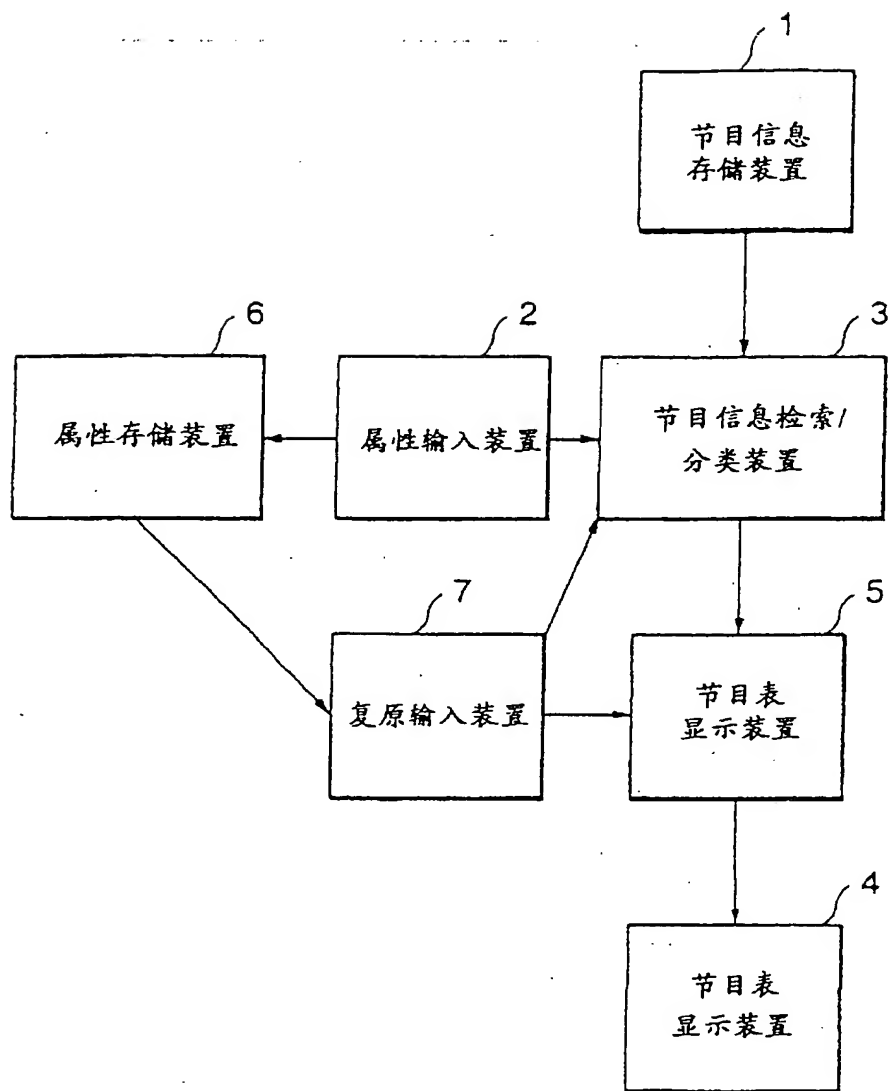 1
节目信息
存储装置
6
2
3
属性存储装置
属性输入装置
节目信息检索/
分类装置
7
5
复原输入装置
节目表
显示装置
4
节目表
显示装置